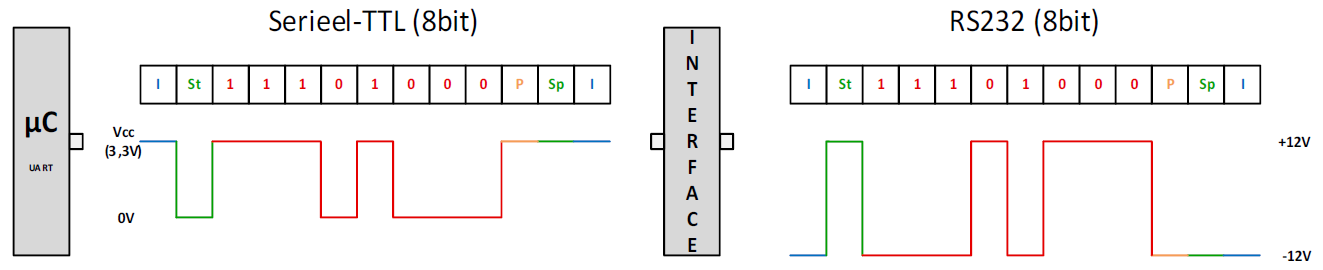 Serieel-TTL (8bit)
RS232 (8bit)
I St 1 1 1 0 1 0 0 0 P Sp I
I St 1 1 1 0 1 0 0 0 P Sp I
µC
UART
Vcc
(3,3V)
0V
INTERFACE
+12V
-12V